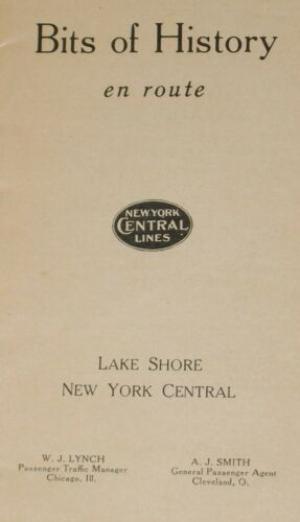 Bits of History
en route
NEW YORK
CENTRAL
LINES
LAKE SHORE
NEW YORK CENTRAL
W. J. LYNCH
Passenger Traffic Manager
Chicago, Ill.
A. J. SMITH
General Passenger Agent
Cleveland, O.